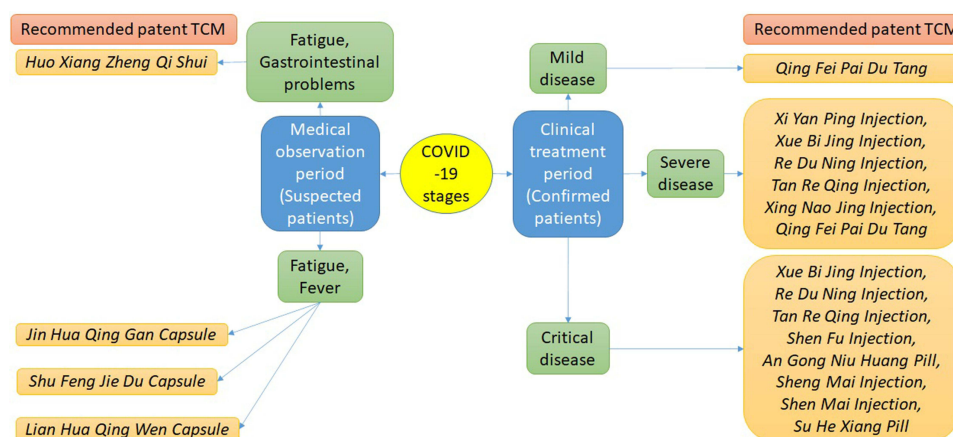 Recommended patent TCM
Huo Xiang Zheng Qi Shui
Fatigue,
Gastrointestinal
problems
Medical
observation
period
(Suspected
patients)
Fatigue,
Fever
Jin Hua Qing Gan Capsule
Shu Feng Jie Du Capsule
Lian Hua Qing Wen Capsule
COVID
-19
stages
Clinical
treatment
period
(Confirmed
patients)
Mild
disease
Severe
disease
Critical
disease
Recommended patent TCM
Qing Fei Pai Du Tang
Xi Yan Ping Injection,
Xue Bi Jing Injection,
Re Du Ning Injection,
Tan Re Qing Injection,
Xing Nao Jing Injection,
Qing Fei Pai Du Tang
Xue Bi Jing Injection,
Re Du Ning Injection,
Tan Re Qing Injection,
Shen Fu Injection,
An Gong Niu Huang Pill,
Sheng Mai Injection,
Shen Mai Injection,
Su He Xiang Pill